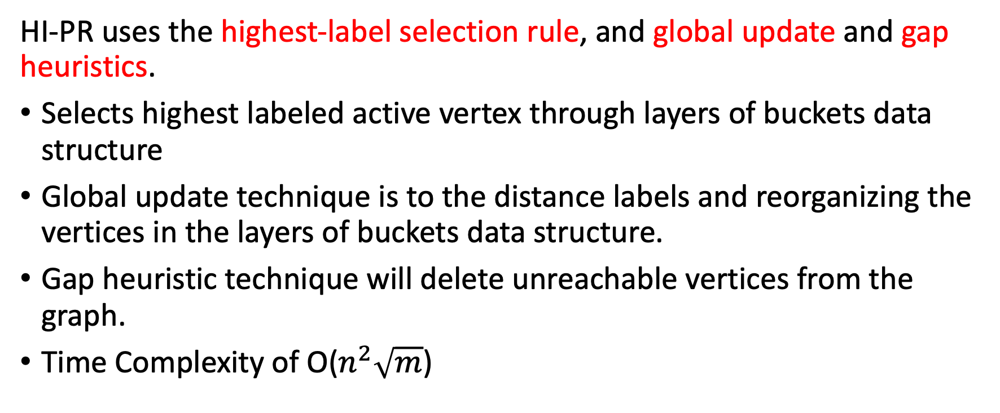 HI-PR uses the highest-label selection rule, and global update and gap
heuristics.
• Selects highest labeled active vertex through layers of buckets data
structure
• Global update technique is to the distance labels and reorganizing the
vertices in the layers of buckets data structure.
• Gap heuristic technique will delete unreachable vertices from the
graph.
• Time Complexity of O(n²√m)